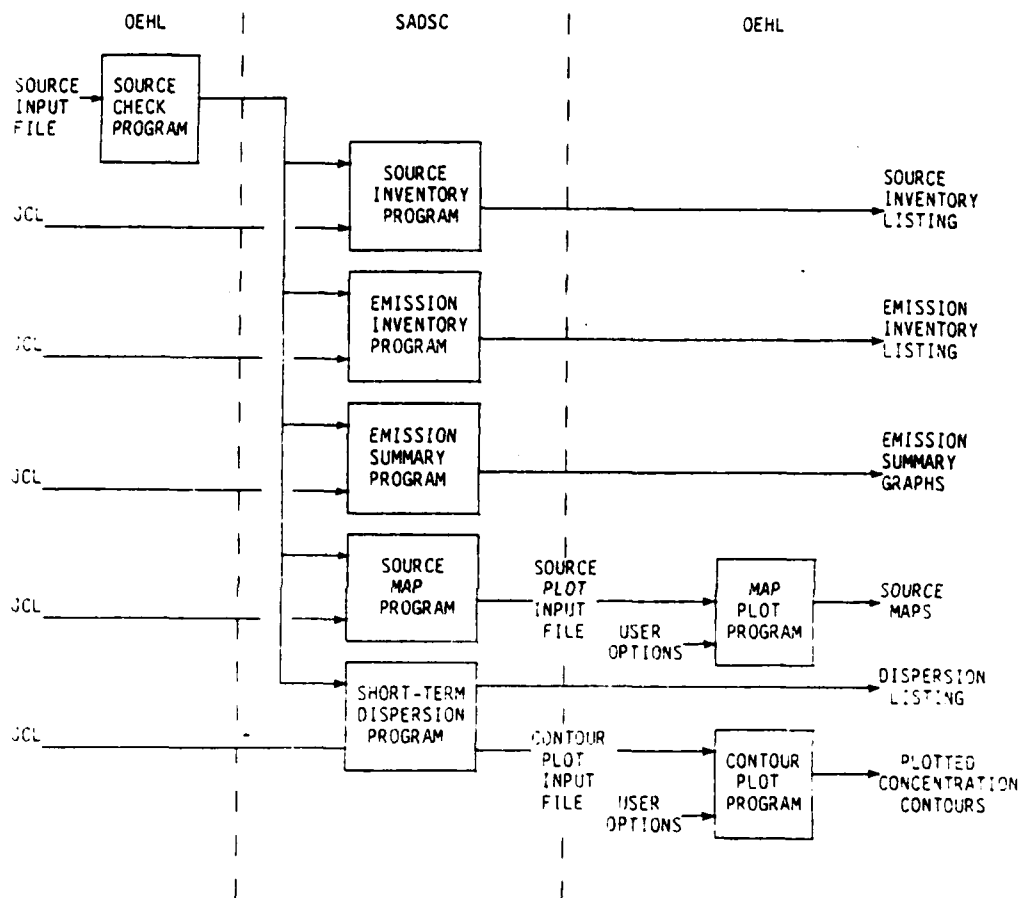 OEHL
SADSC
OEHL
SOURCE
INPUT
FILE
SOURCE
CHECK
PROGRAM
JCL
SOURCE
INVENTORY
PROGRAM
SOURCE
INVENTORY
LISTING
JCL
EMISSION
INVENTORY
PROGRAM
EMISSION
INVENTORY
LISTING
JCL
EMISSION
SUMMARY
PROGRAM
EMISSION
SUMMARY
GRAPHS
JCL
SOURCE
MAP
PROGRAM
SOURCE
PLOT
INPUT
FILE
USER
OPTIONS
MAP
PLOT
PROGRAM
SOURCE
MAPS
JCL
SHORT-TERM
DISPERSION
PROGRAM
DISPERSION
LISTING
CONTOUR
PLOT
INPUT
FILE
USER
OPTIONS
CONTOUR
PLOT
PROGRAM
PLOTTED
CONCENTRATION
CONTOURS